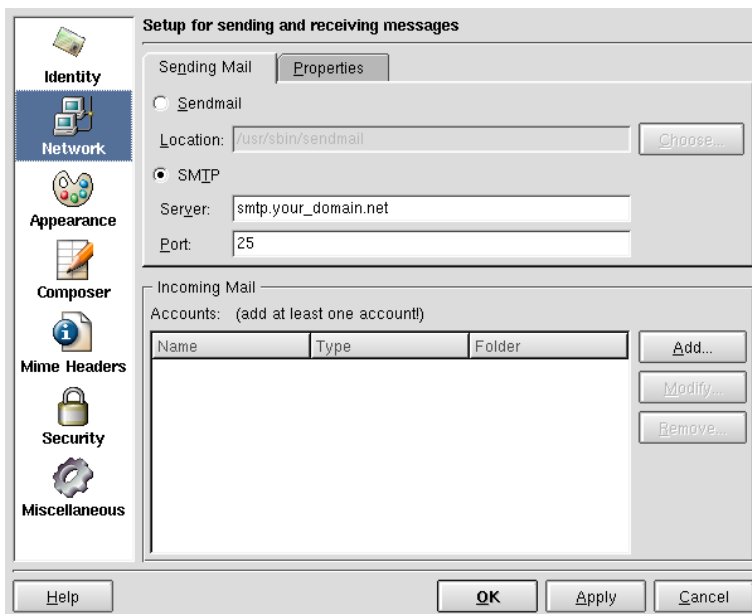 Setup for sending and receiving messages
Identity
Network
Appearance
Composer
Mime Headers
Security
Miscellaneous
Sending Mail
Properties
Sendmail
Location: /usr/sbin/sendmail Choose...
SMTP
Server: smtp.your_domain.net
Port: 25
Incoming Mail
Accounts: (add at least one account!)
Name Type Folder
Add...
Modify...
Remove...
Help OK Apply Cancel